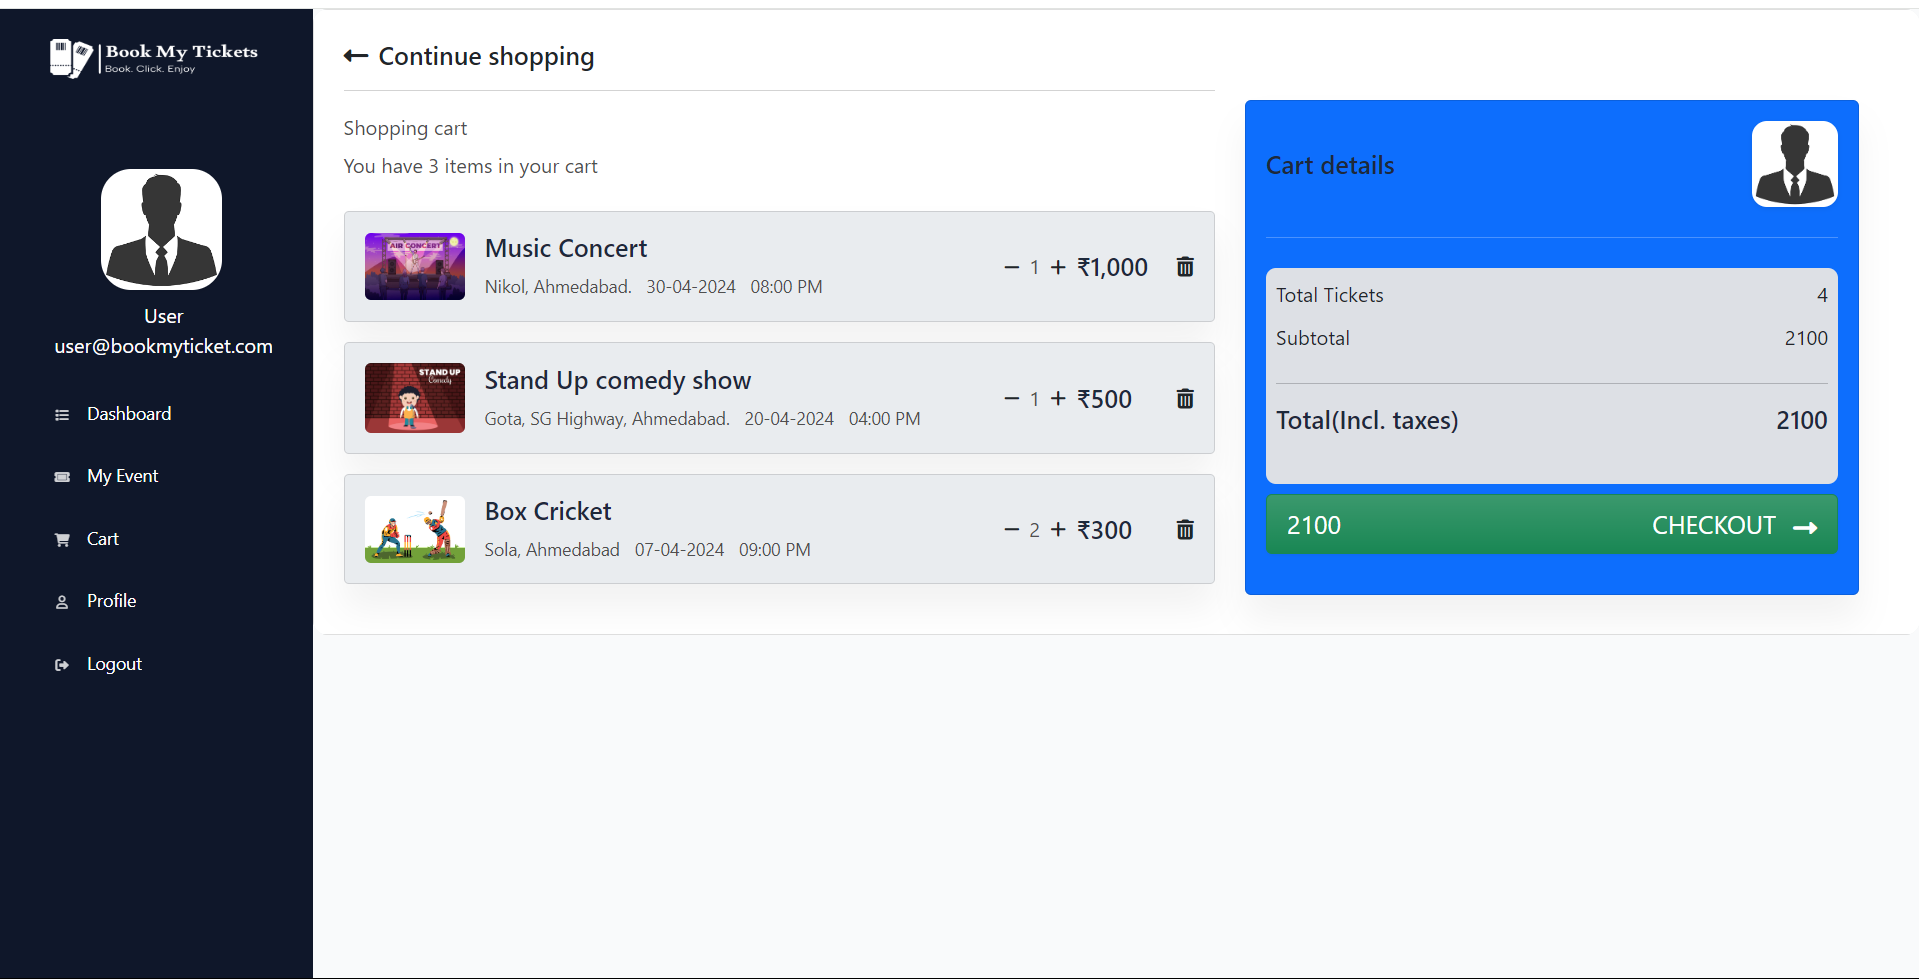 Book My Tickets
Book. Click. Enjoy
User
user@bookmyticket.com
Dashboard
My Event
Cart
Profile
Logout
Continue shopping
Shopping cart
You have 3 items in your cart
AIR CONCERT
Music Concert
Nikol, Ahmedabad. 30-04-2024 08:00 PM
− 1 + ₹1,000
STAND UP
Comedy
Stand Up comedy show
Gota, SG Highway, Ahmedabad. 20-04-2024 04:00 PM
− 1 + ₹500
Box Cricket
Sola, Ahmedabad 07-04-2024 09:00 PM
− 2 + ₹300
Cart details
Total Tickets 4
Subtotal 2100
Total(Incl. taxes) 2100
2100 CHECKOUT